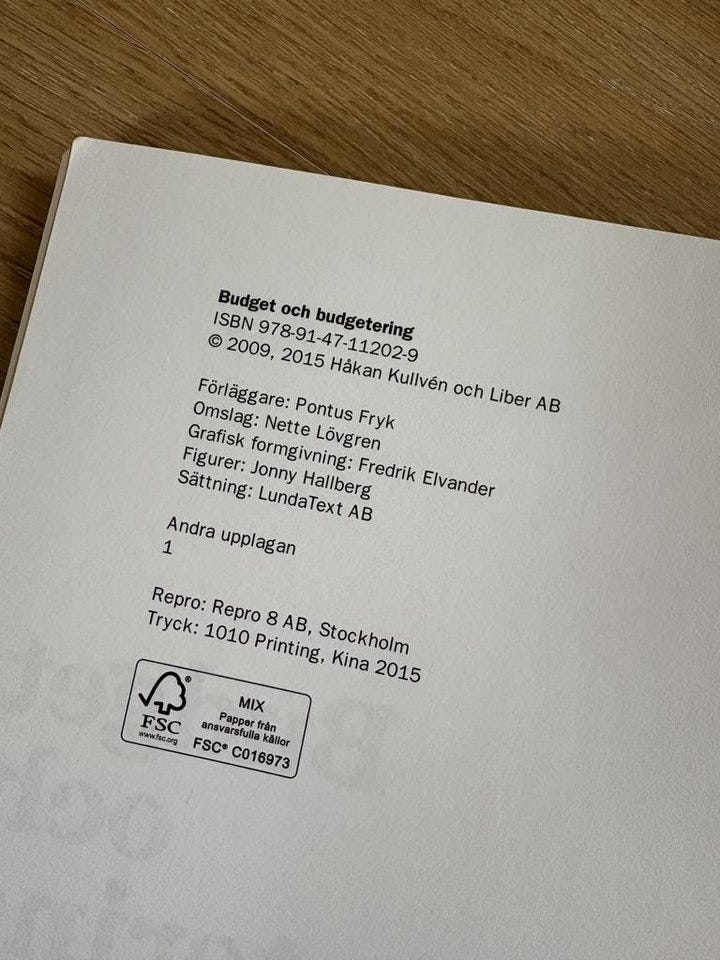 Budget och budgetering
ISBN 978-91-47-11202-9
© 2009, 2015 Håkan Kullvén och Liber AB
Förläggare: Pontus Fryk
Omslag: Nette Lövgren
Grafisk formgivning: Fredrik Elvander
Figurer: Jonny Hallberg
Sättning: LundaText AB
Andra upplagan
1
Repro: Repro 8 AB, Stockholm
Tryck: 1010 Printing, Kina 2015
FSC
www.fsc.org
MIX
Papper från
ansvarsfulla källor
FSC® C016973